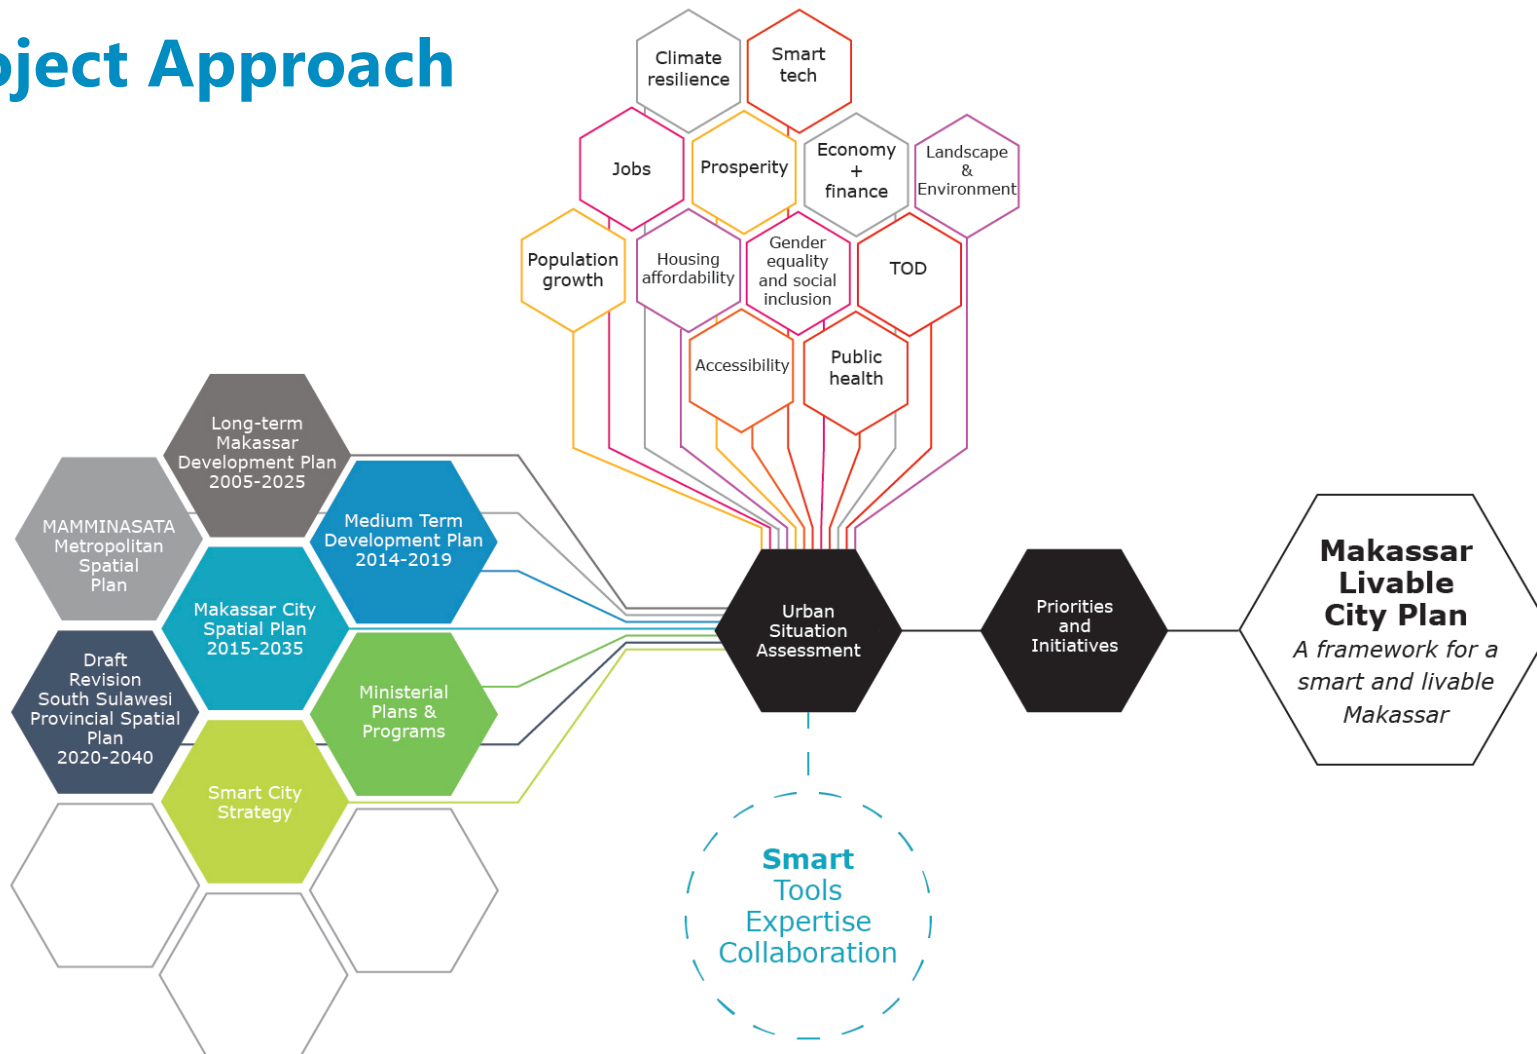 oject Approach
Climate
resilience
Smart
tech
Jobs
Prosperity
Economy
+
finance
Landscape
&
Environment
Population
growth
Housing
affordability
Gender
equality
and social
inclusion
TOD
Accessibility
Public
health
Long-term
Makassar
Development Plan
2005-2025
MAMMINASATA
Metropolitan
Spatial
Plan
Medium Term
Development Plan
2014-2019
Makassar City
Spatial Plan
2015-2035
Draft
Revision
South Sulawesi
Provincial Spatial
Plan
2020-2040
Ministerial
Plans &
Programs
Smart City
Strategy
Urban
Situation
Assessment
Priorities
and
Initiatives
Makassar
Livable
City Plan
A framework for a
smart and livable
Makassar
Smart
Tools
Expertise
Collaboration